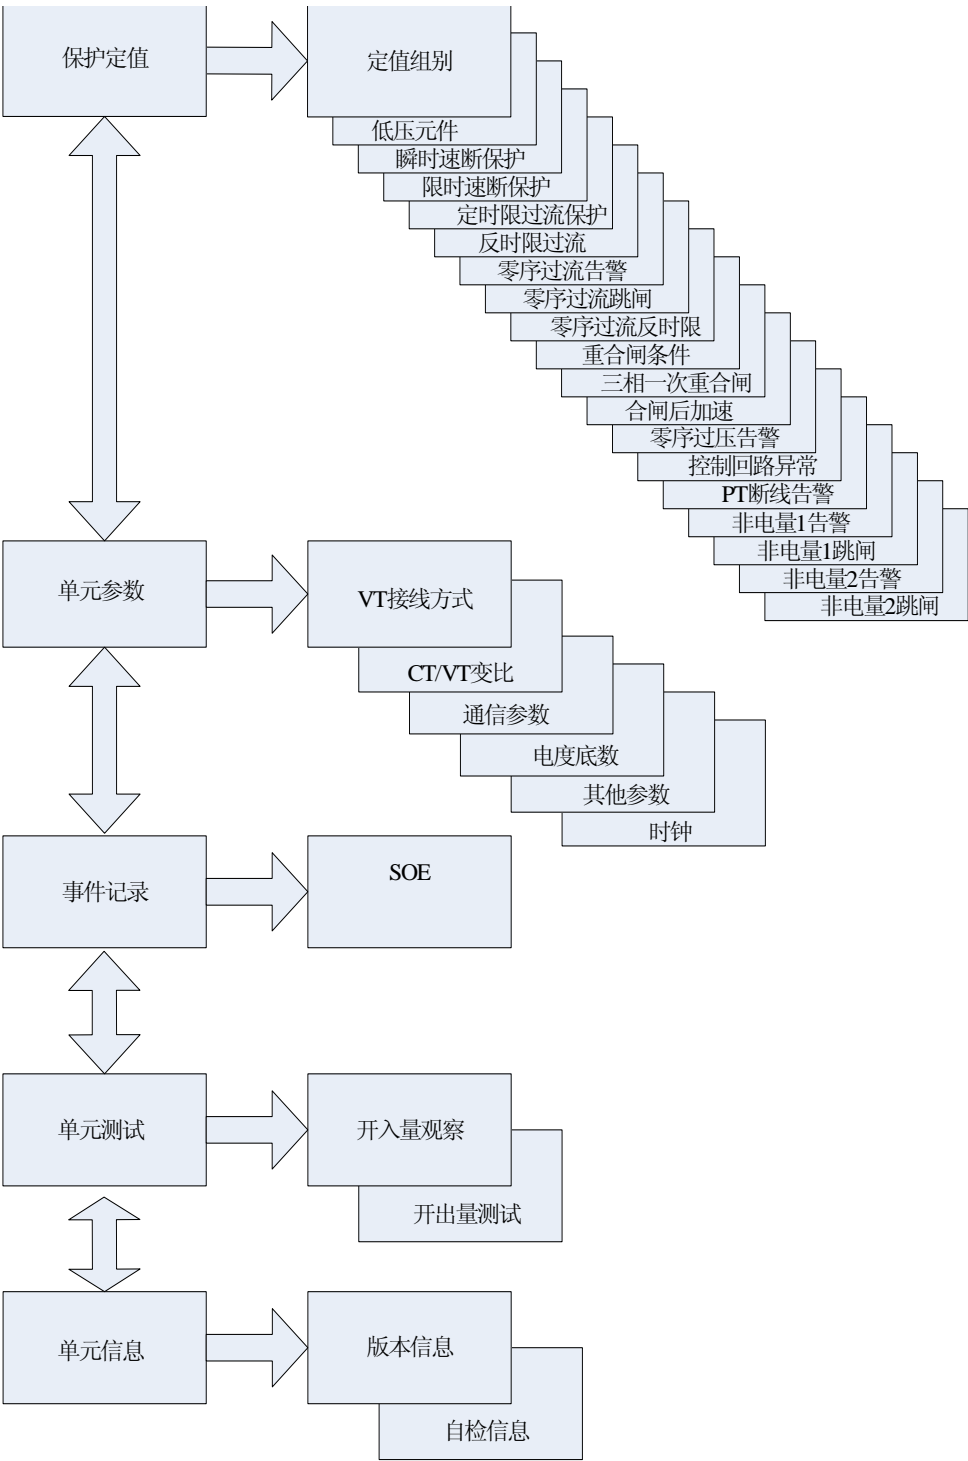 保护定值
定值组别
低压元件
瞬时速断保护
限时速断保护
定时限过流保护
反时限过流
零序过流告警
零序过流跳闸
零序过流反时限
重合闸条件
三相一次重合闸
合闸后加速
零序过压告警
控制回路异常
PT断线告警
非电量1告警
非电量1跳闸
非电量2告警
非电量2跳闸
单元参数
VT接线方式
CT/VT变比
通信参数
电度底数
其他参数
时钟
事件记录
SOE
单元测试
开入量观察
开出量测试
单元信息
版本信息
自检信息